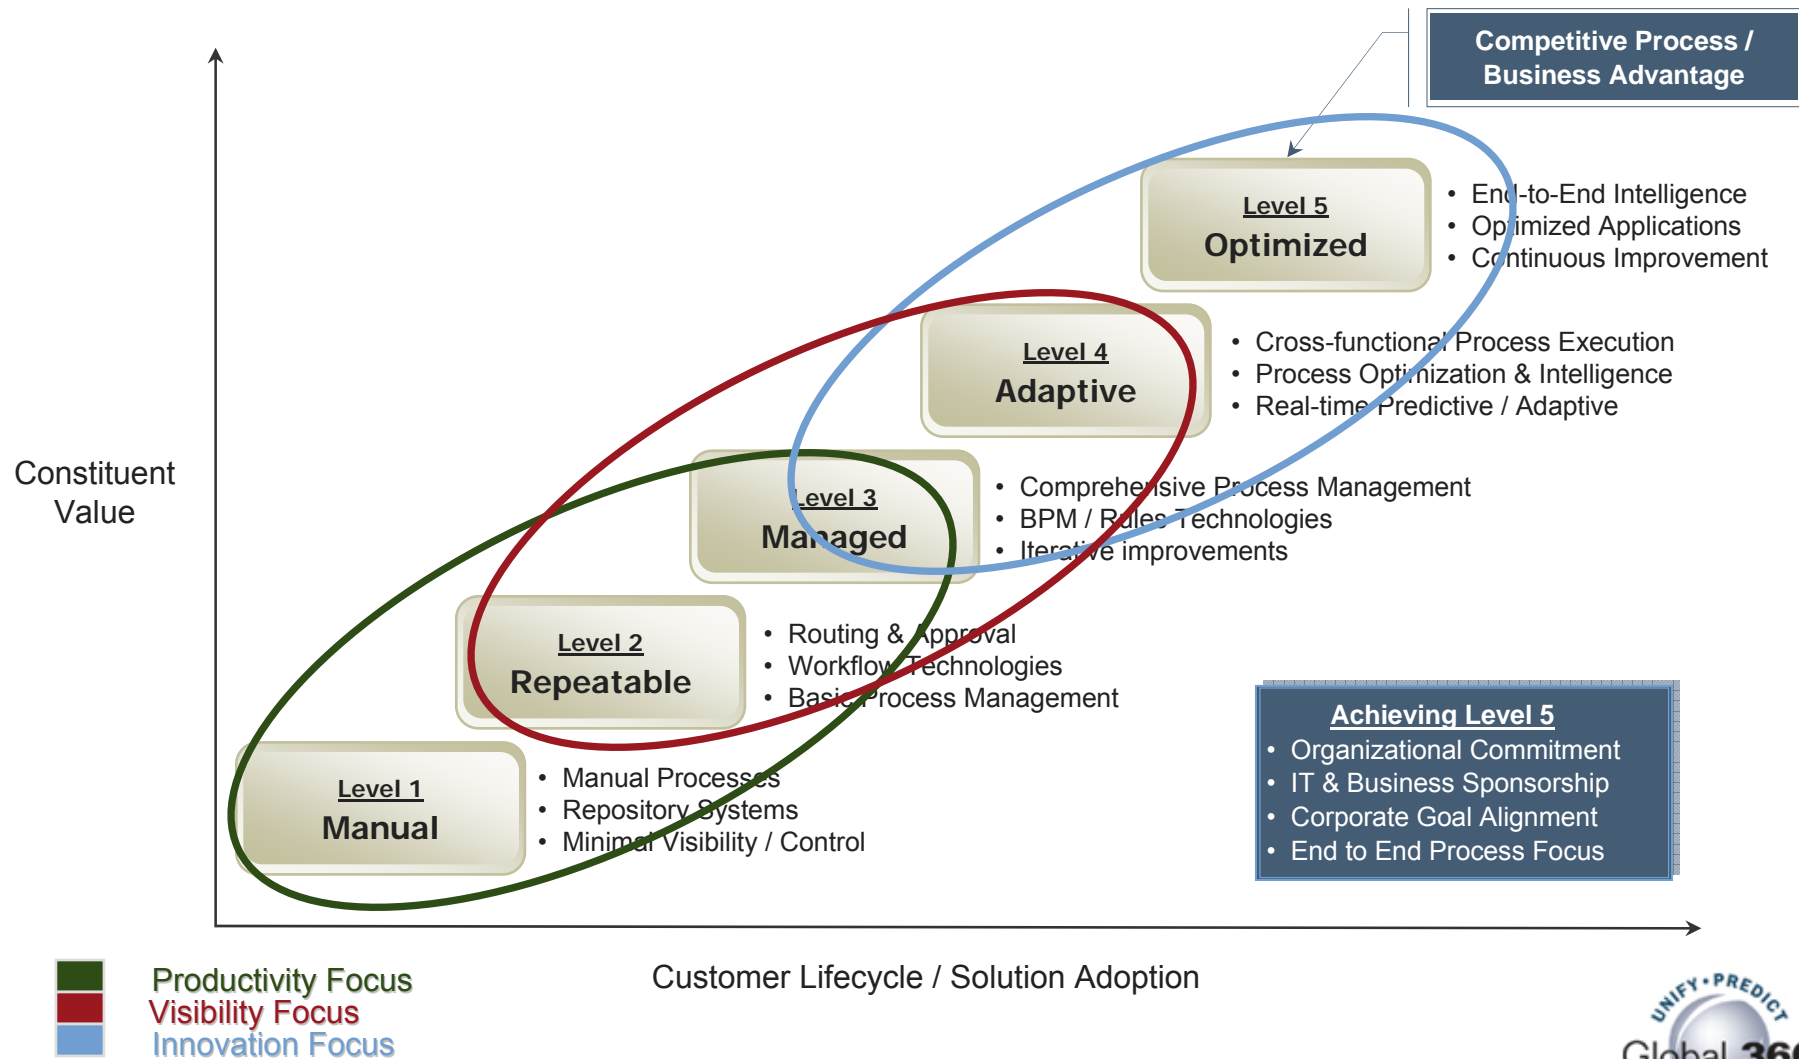 Competitive Process /
Business Advantage
Level 5
Optimized
• End-to-End Intelligence
• Optimized Applications
• Continuous Improvement
Level 4
Adaptive
• Cross-functional Process Execution
• Process Optimization & Intelligence
• Real-time Predictive / Adaptive
Constituent
Value
Level 3
Managed
• Comprehensive Process Management
• BPM / Rules Technologies
• Iterative improvements
Level 2
Repeatable
• Routing & Approval
• Workflow Technologies
• Basic Process Management
Level 1
Manual
• Manual Processes
• Repository Systems
• Minimal Visibility / Control
Achieving Level 5
• Organizational Commitment
• IT & Business Sponsorship
• Corporate Goal Alignment
• End to End Process Focus
Customer Lifecycle / Solution Adoption
Productivity Focus
Visibility Focus
Innovation Focus
UNIFY • PREDICT
Global 360